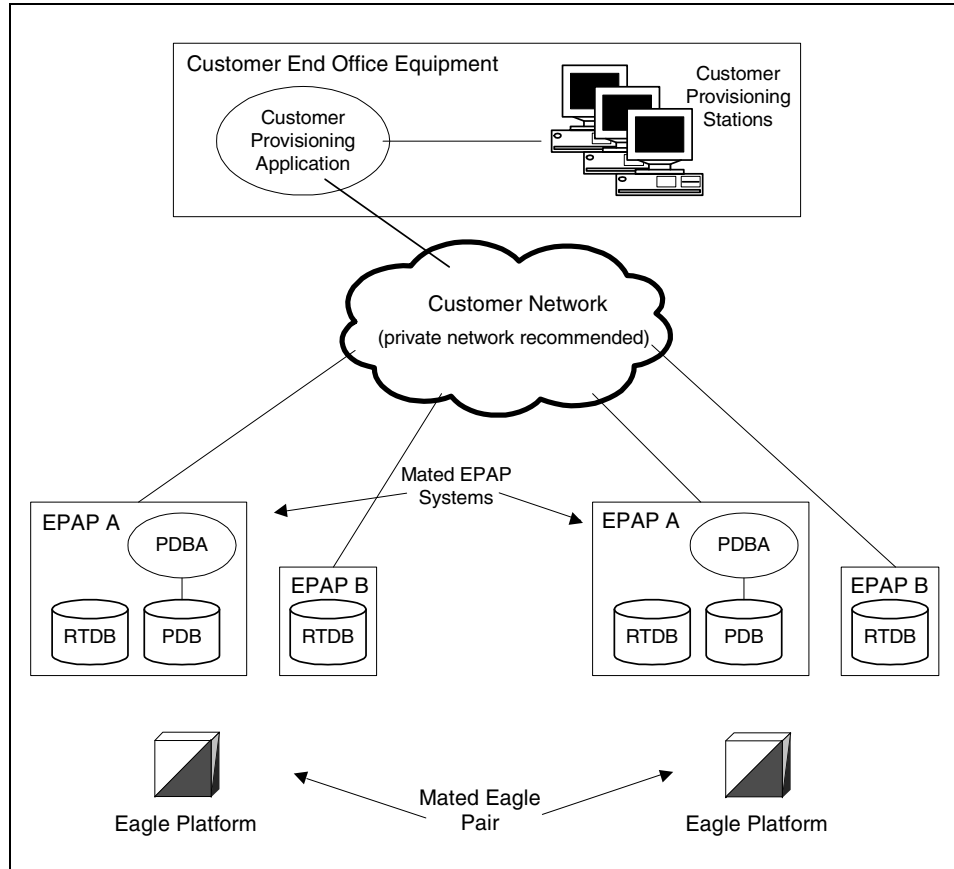 Customer End Office Equipment
Customer
Provisioning
Application
Customer
Provisioning
Stations
Customer Network
(private network recommended)
Mated EPAP
Systems
EPAP A
PDBA
RTDB
PDB
EPAP B
RTDB
EPAP A
PDBA
RTDB
PDB
EPAP B
RTDB
Eagle Platform
Mated Eagle
Pair
Eagle Platform